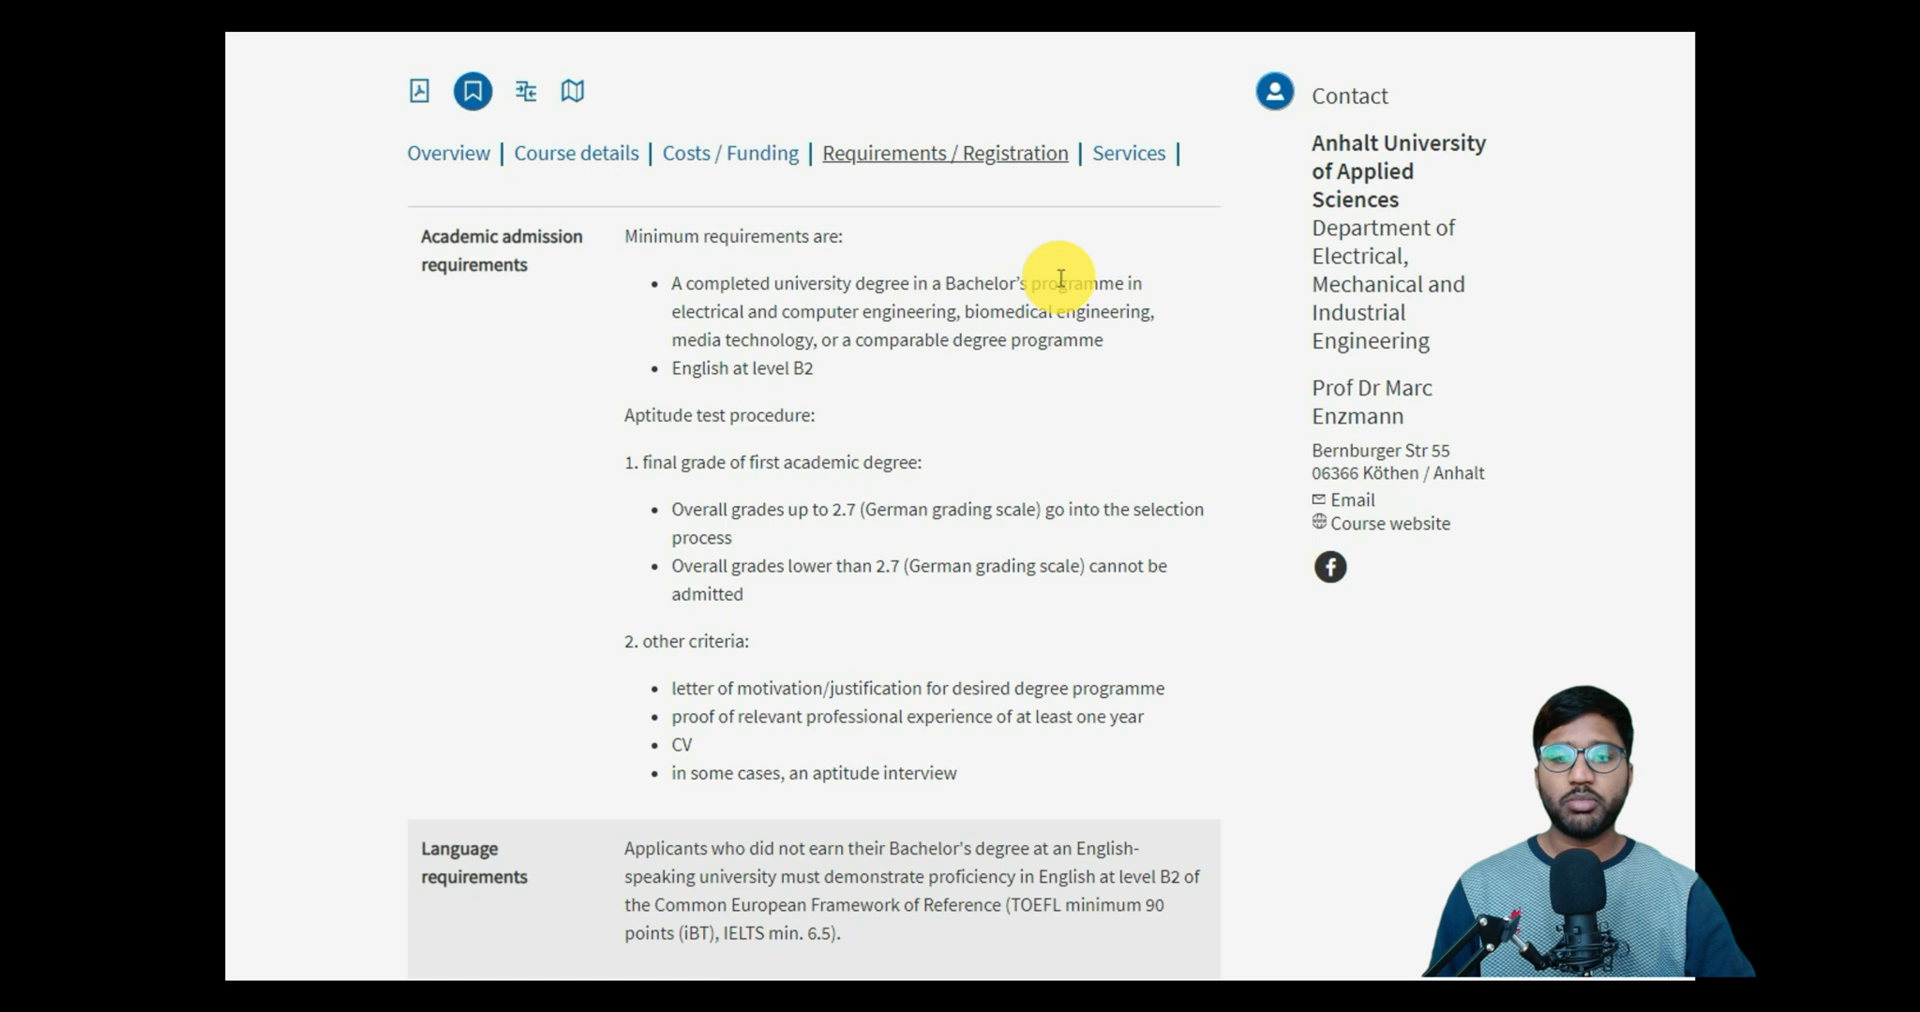 Overview | Course details | Costs / Funding | Requirements / Registration | Services |
Academic admission
requirements
Minimum requirements are:
• A completed university degree in a Bachelor's programme in
electrical and computer engineering, biomedical engineering,
media technology, or a comparable degree programme
• English at level B2
Aptitude test procedure:
1. final grade of first academic degree:
• Overall grades up to 2.7 (German grading scale) go into the selection
process
• Overall grades lower than 2.7 (German grading scale) cannot be
admitted
2. other criteria:
• letter of motivation/justification for desired degree programme
• proof of relevant professional experience of at least one year
• CV
• in some cases, an aptitude interview
Language
requirements
Applicants who did not earn their Bachelor's degree at an English-
speaking university must demonstrate proficiency in English at level B2 of
the Common European Framework of Reference (TOEFL minimum 90
points (iBT), IELTS min. 6.5).
Contact
Anhalt University
of Applied
Sciences
Department of
Electrical,
Mechanical and
Industrial
Engineering
Prof Dr Marc
Enzmann
Bernburger Str 55
06366 Köthen / Anhalt
Email
Course website